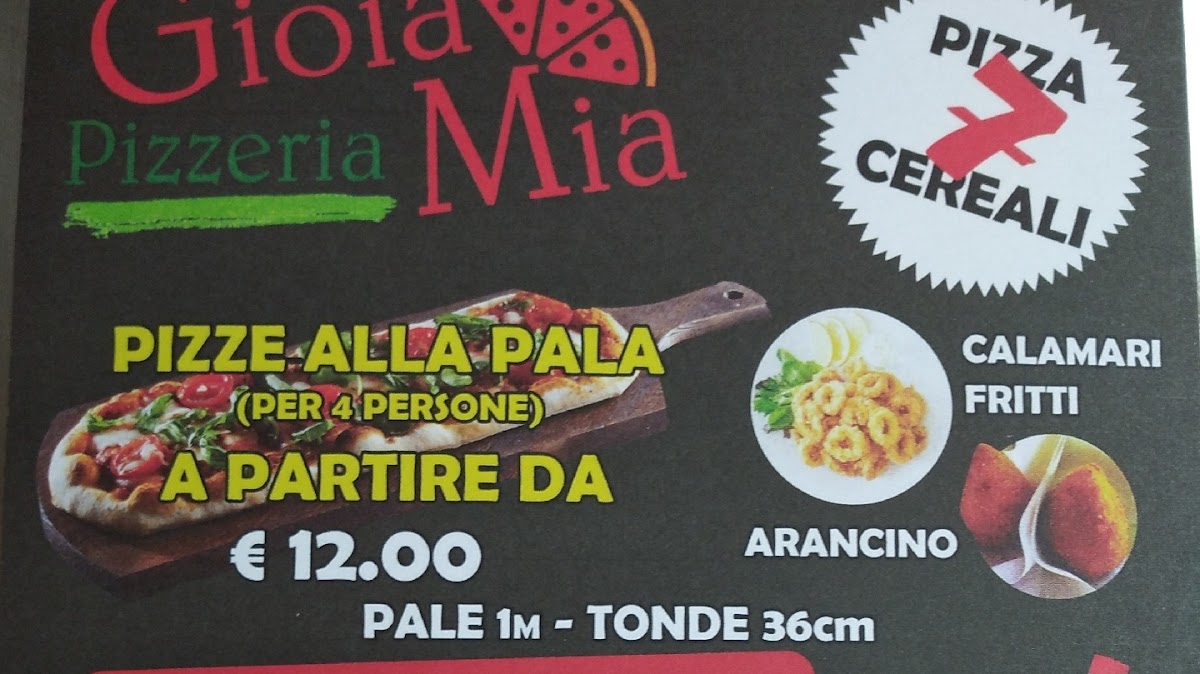 Gioia
Pizzeria Mia
PIZZA
7
CEREALI
PIZZE ALLA PALA
(PER 4 PERSONE)
A PARTIRE DA
€ 12.00
CALAMARI
FRITTI
ARANCINO
PALE 1M - TONDE 36cm